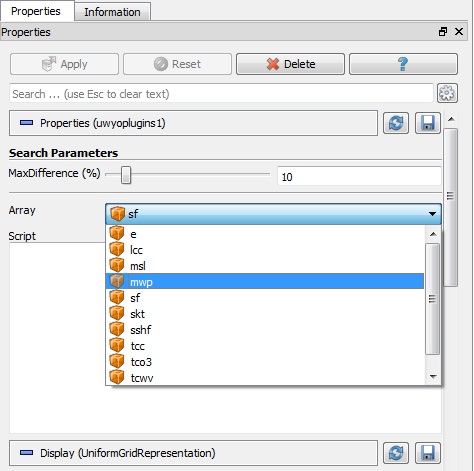 Properties Information
Properties
Apply Reset Delete ?
Search ... (use Esc to clear text)
Properties (uwyoplugins1)
Search Parameters
MaxDifference (%) 10
Array sf
Script
e
lcc
msl
mwp
sf
skt
sshf
tcc
tco3
tcwv
Display (UniformGridRepresentation)